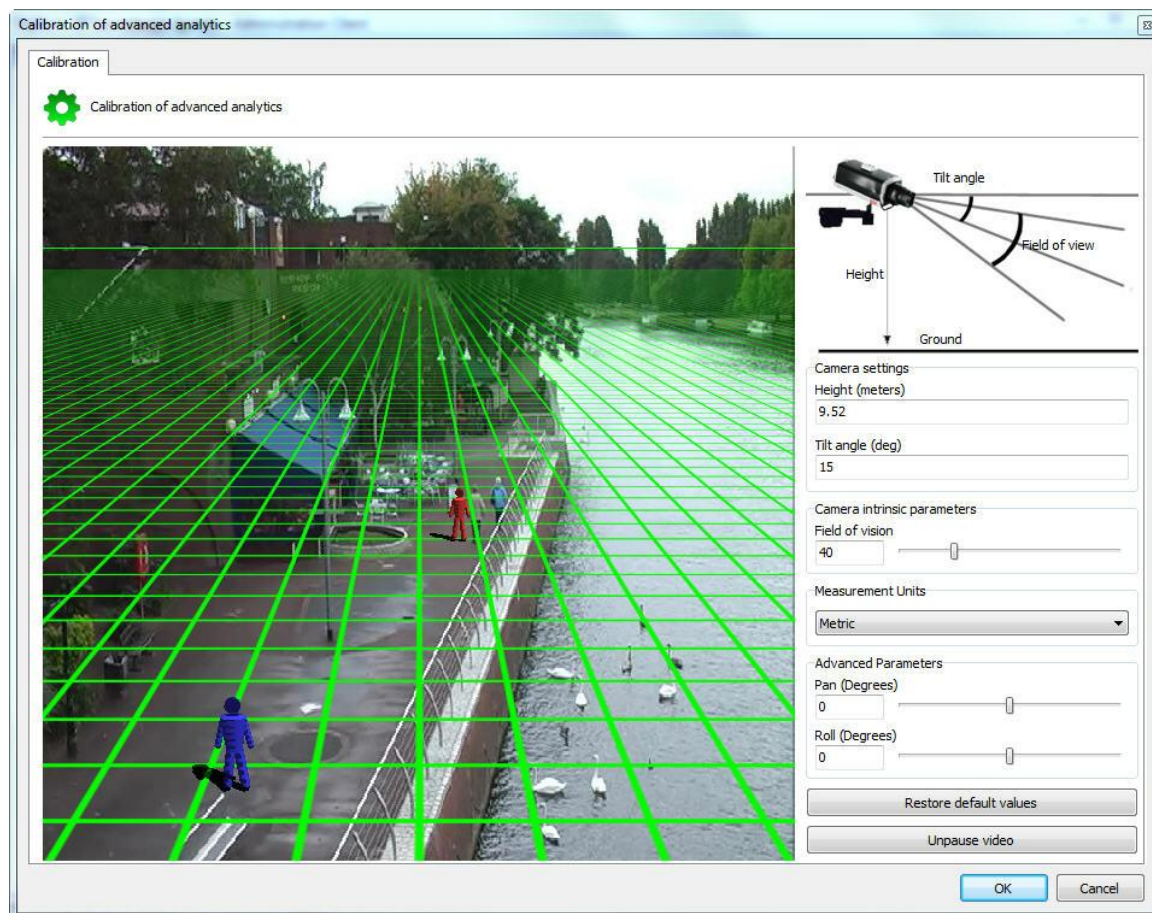 Calibration of advanced analytics
Calibration
Calibration of advanced analytics
Tilt angle
Field of view
Height
Ground
Camera settings
Height (meters)
9.52
Tilt angle (deg)
15
Camera intrinsic parameters
Field of vision
40
Measurement Units
Metric
Advanced Parameters
Pan (Degrees)
0
Roll (Degrees)
0
Restore default values
Unpause video
OK
Cancel